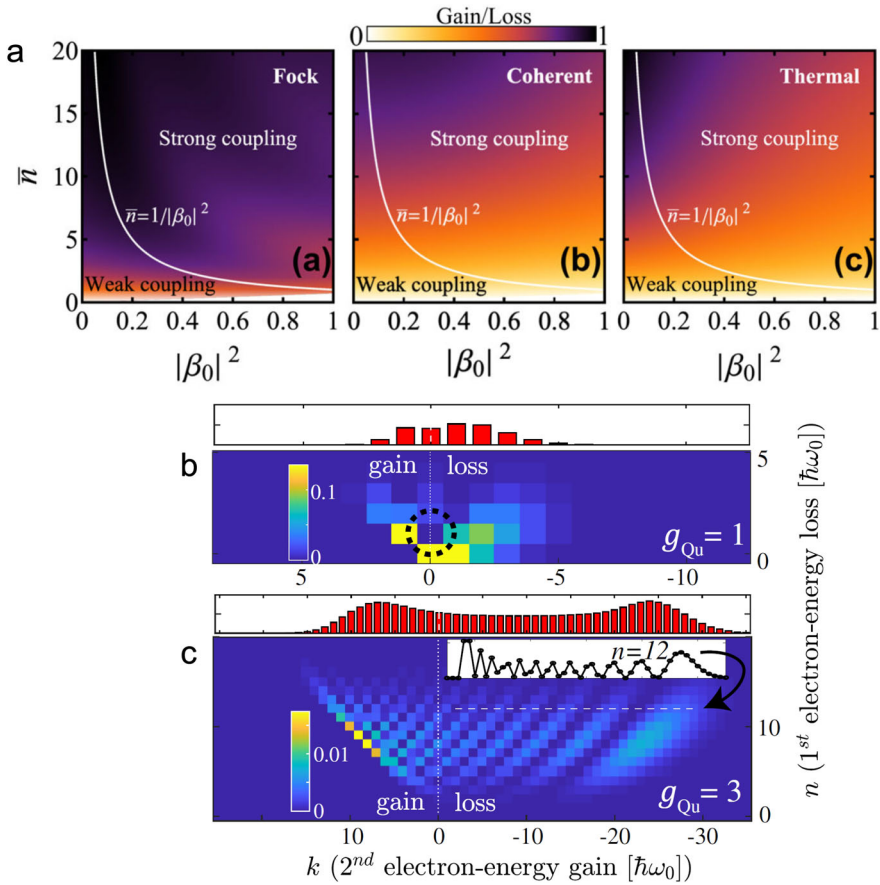 Gain/Loss
0 1
a
20
15
10
5
0
n̅
Fock
Strong coupling
n̅=1/|β₀|²
Weak coupling
(a)
0 0.2 0.4 0.6 0.8 1
|β₀|²
Coherent
Strong coupling
n̅=1/|β₀|²
Weak coupling
(b)
0 0.2 0.4 0.6 0.8 1
|β₀|²
Thermal
Strong coupling
n̅=1/|β₀|²
Weak coupling
(c)
0 0.2 0.4 0.6 0.8 1
|β₀|²
b
gain loss
0.1
0
g_Qu = 1
5
0
5 0 -5 -10
c
n=12
0.01
0
gain loss
g_Qu = 3
10
0
10 0 -10 -20 -30
k (2nd electron-energy gain [ℏω₀])
n (1st electron-energy loss [ℏω₀])